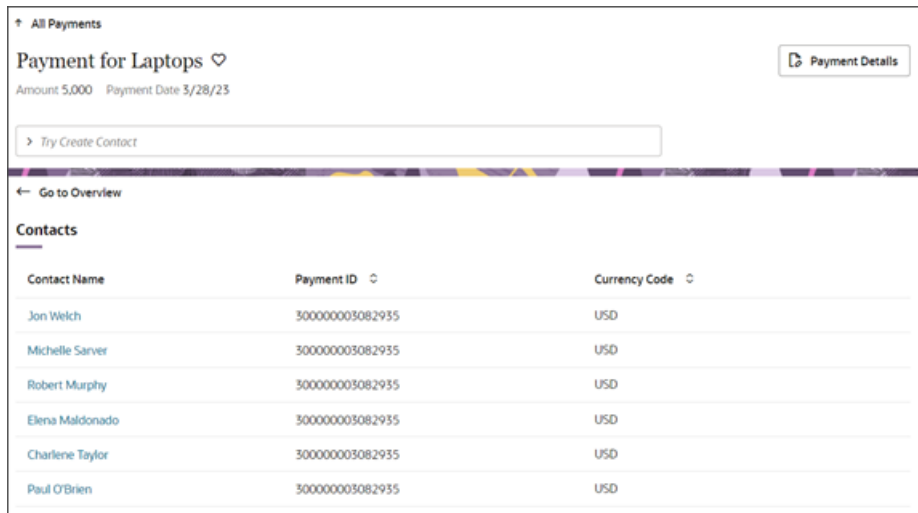 All Payments
Payment for Laptops
Payment Details
Amount 5,000 Payment Date 3/28/23
Try Create Contact
Go to Overview
Contacts
Contact Name Payment ID Currency Code
Jon Welch 300000003082935 USD
Michelle Sarver 300000003082935 USD
Robert Murphy 300000003082935 USD
Elena Maldonado 300000003082935 USD
Charlene Taylor 300000003082935 USD
Paul O'Brien 300000003082935 USD